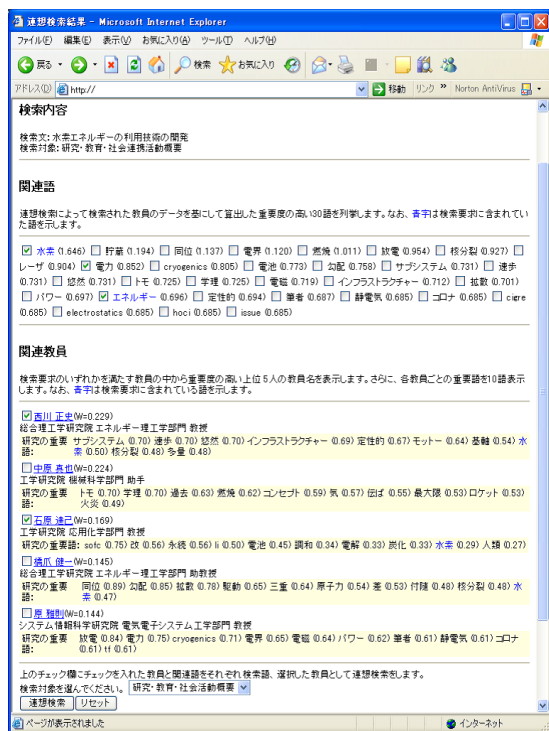 連想検索結果 - Microsoft Internet Explorer
ファイル(F) 編集(E) 表示(V) お気に入り(A) ツール(T) ヘルプ(H)
戻る 検索 お気に入り
アドレス(D) http:// 移動 リンク » Norton AntiVirus
検索内容
検索文: 水素エネルギーの利用技術の開発
検索対象: 研究・教育・社会連携活動概要
関連語
連想検索によって検索された教員のデータを基にして算出した重要度の高い30語を列挙します。なお、青字は検索要求に含まれてい
た語を示します。
水素 (1.646) 貯蔵 (1.194) 同位 (1.137) 電界 (1.120) 燃焼 (1.011) 放電 (0.954) 核分裂 (0.927)
レーザ (0.904) 電力 (0.852) cryogenics (0.805) 電池 (0.773) 勾配 (0.758) サブシステム (0.731) 速歩
(0.731) 悠然 (0.731) トモ (0.725) 学理 (0.725) 電磁 (0.719) インフラストラクチャー (0.712) 拡散 (0.701)
パワー (0.697) エネルギー (0.696) 定性的 (0.694) 筆者 (0.687) 静電気 (0.685) コロナ (0.685) cigre
(0.685) electrostatics (0.685) hoci (0.685) issue (0.685)
関連教員
検索要求のいずれかを満たす教員の中から重要度の高い上位5人の教員名を表示します。さらに、各教員ごとの重要語を10語表示
します。なお、青字は検索要求に含まれている語を示します。
西川 正史(W=0.229)
総合理工学研究院 エネルギー理工学部門 教授
研究の重要 サブシステム (0.70) 速歩 (0.70) 悠然 (0.70) インフラストラクチャー (0.69) 定性的 (0.67) モットー (0.64) 基軸 (0.54) 水
語: 素 (0.50) 核分裂 (0.48) 多量 (0.48)
中原 真也(W=0.224)
工学研究院 機械科学部門 助手
研究の重要 トモ (0.70) 学理 (0.70) 過去 (0.63) 燃焼 (0.62) コンセプト (0.59) 気 (0.57) 伝ば (0.55) 最大限 (0.53) ロケット (0.53)
語: 火炎 (0.49)
石原 達己(W=0.169)
工学研究院 応用化学部門 教授
研究の重要語: sofc (0.75) 改 (0.56) 永続 (0.56) li (0.50) 電池 (0.45) 調和 (0.34) 電解 (0.33) 炭化 (0.33) 水素 (0.29) 人類 (0.27)
橋爪 健一(W=0.145)
総合理工学研究院 エネルギー理工学部門 助教授
研究の重要 同位 (0.89) 勾配 (0.85) 拡散 (0.78) 駆動 (0.65) 三重 (0.64) 原子力 (0.54) 差 (0.53) 付随 (0.48) 核分裂 (0.48) 水
語: 素 (0.47)
原 雅則(W=0.144)
システム情報科学研究院 電気電子システム工学部門 教授
研究の重要 放電 (0.84) 電力 (0.75) cryogenics (0.71) 電界 (0.65) 電磁 (0.64) パワー (0.62) 筆者 (0.61) 静電気 (0.61) コロナ
語: (0.61) tf (0.61)
上のチェック欄にチェックを入れた教員と関連語をそれぞれ検索語、選択した教員として連想検索をします。
検索対象を選んでください。 研究・教育・社会活動概要
連想検索 リセット
ページが表示されました インターネット